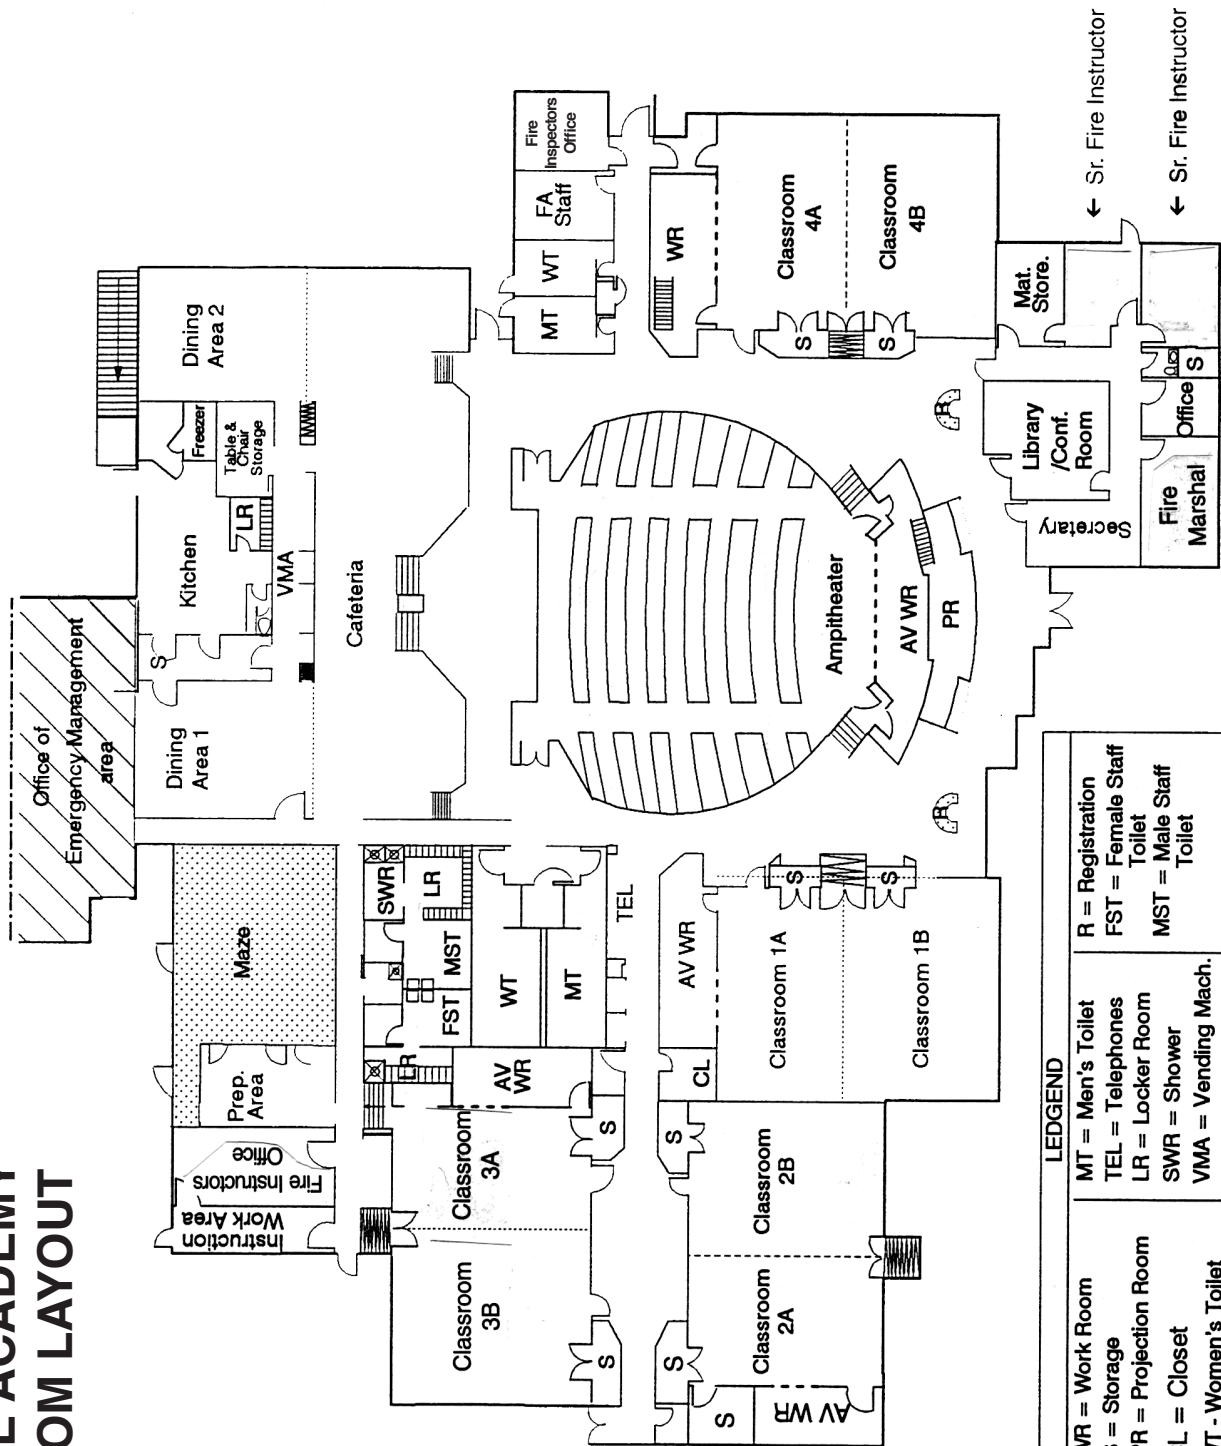 E ACADEMY
OM LAYOUT
Office of
Emergency Management
area
Dining
Area 1
S
Kitchen
LR
VMA
Freezer
Table &
Chair
Storage
Dining
Area 2
Cafeteria
Fire
Inspectors
Office
FA
Staff
WT
MT
WR
Classroom
4A
Classroom
4B
S
S
Mat.
Store.
← Sr. Fire Instructor
← Sr. Fire Instructor
S
Office
Library
/Conf.
Room
Secretary
Fire
Marshal
R
Ampitheater
AV WR
PR
R
Maze
Prep.
Area
Fire Instructors
Office
Instruction
Work Area
SWR
LR
MST
FST
WT
MT
TEL
LR
AV
WR
Classroom
3A
Classroom
3B
S
S
AV WR
CL
Classroom 1A
Classroom 1B
S
S
S
Classroom
2B
Classroom
2A
S
S
AV WR
LEDGEND
WR = Work Room
S = Storage
PR = Projection Room
CL = Closet
WT - Women's Toilet
MT = Men's Toilet
TEL = Telephones
LR = Locker Room
SWR = Shower
VMA = Vending Mach.
R = Registration
FST = Female Staff
Toilet
MST = Male Staff
Toilet